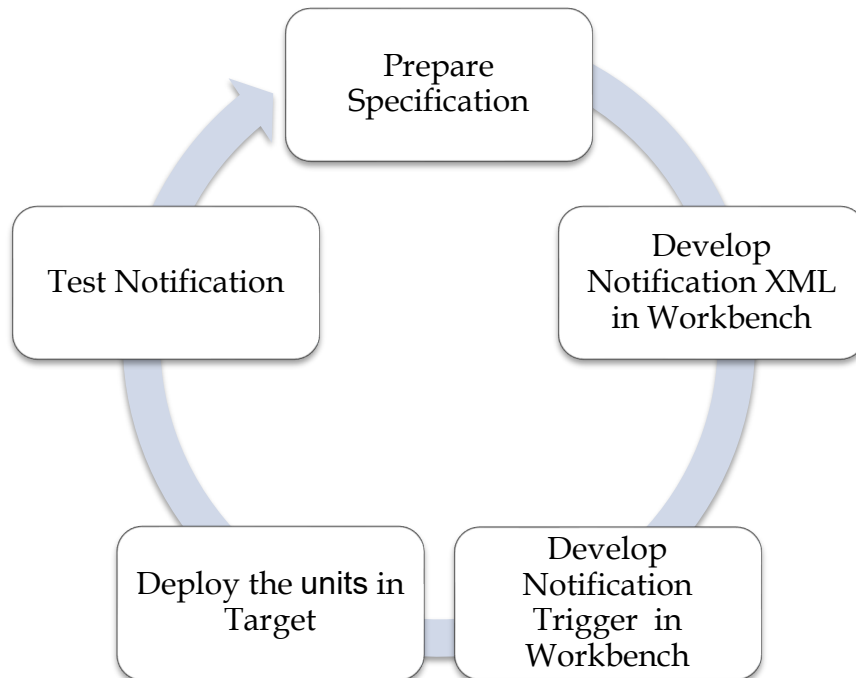 Prepare
Specification
Develop
Notification XML
in Workbench
Develop
Notification
Trigger in
Workbench
Deploy the units in
Target
Test Notification